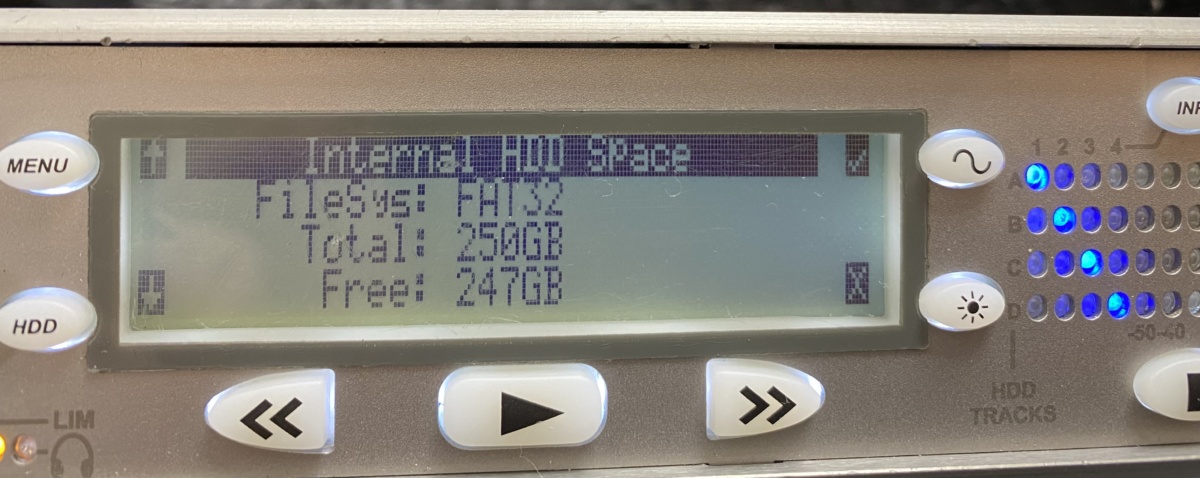 Internal HDD SPace
FileSys: FAT32
Total: 250GB
Free: 247GB
MENU
HDD
INF
1 2 3 4
A
B
C
D
-50-40
HDD
TRACKS
LIM